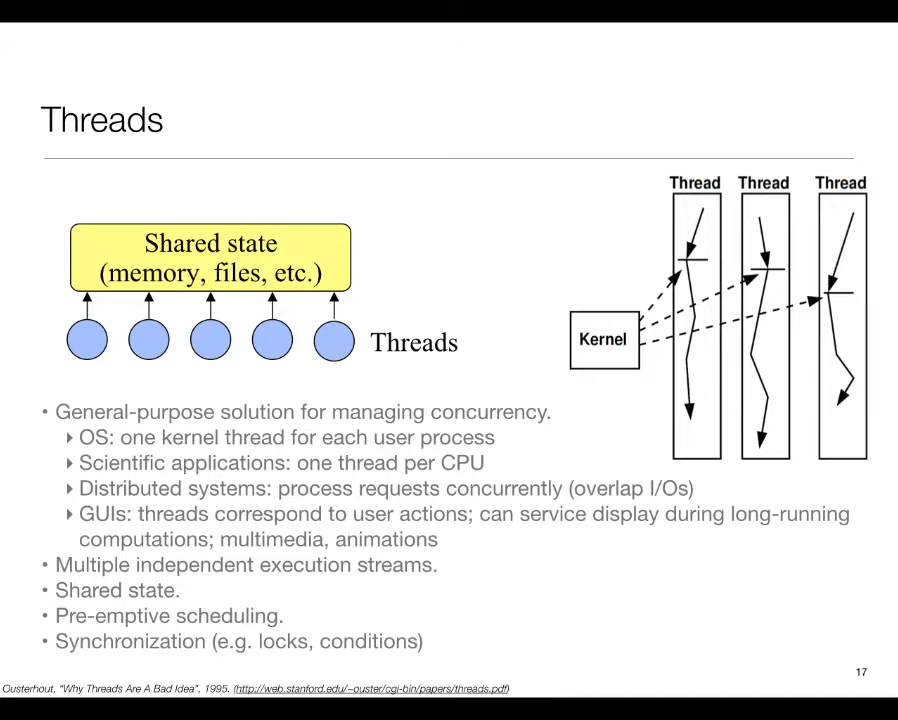 Threads
Thread Thread Thread
Shared state
(memory, files, etc.)
Kernel
Threads
• General-purpose solution for managing concurrency.
‣ OS: one kernel thread for each user process
‣ Scientific applications: one thread per CPU
‣ Distributed systems: process requests concurrently (overlap I/Os)
‣ GUIs: threads correspond to user actions; can service display during long-running
computations; multimedia, animations
• Multiple independent execution streams.
• Shared state.
• Pre-emptive scheduling.
• Synchronization (e.g. locks, conditions)
17
Ousterhout, “Why Threads Are A Bad Idea”, 1995. (http://web.stanford.edu/~ouster/cgi-bin/papers/threads.pdf)